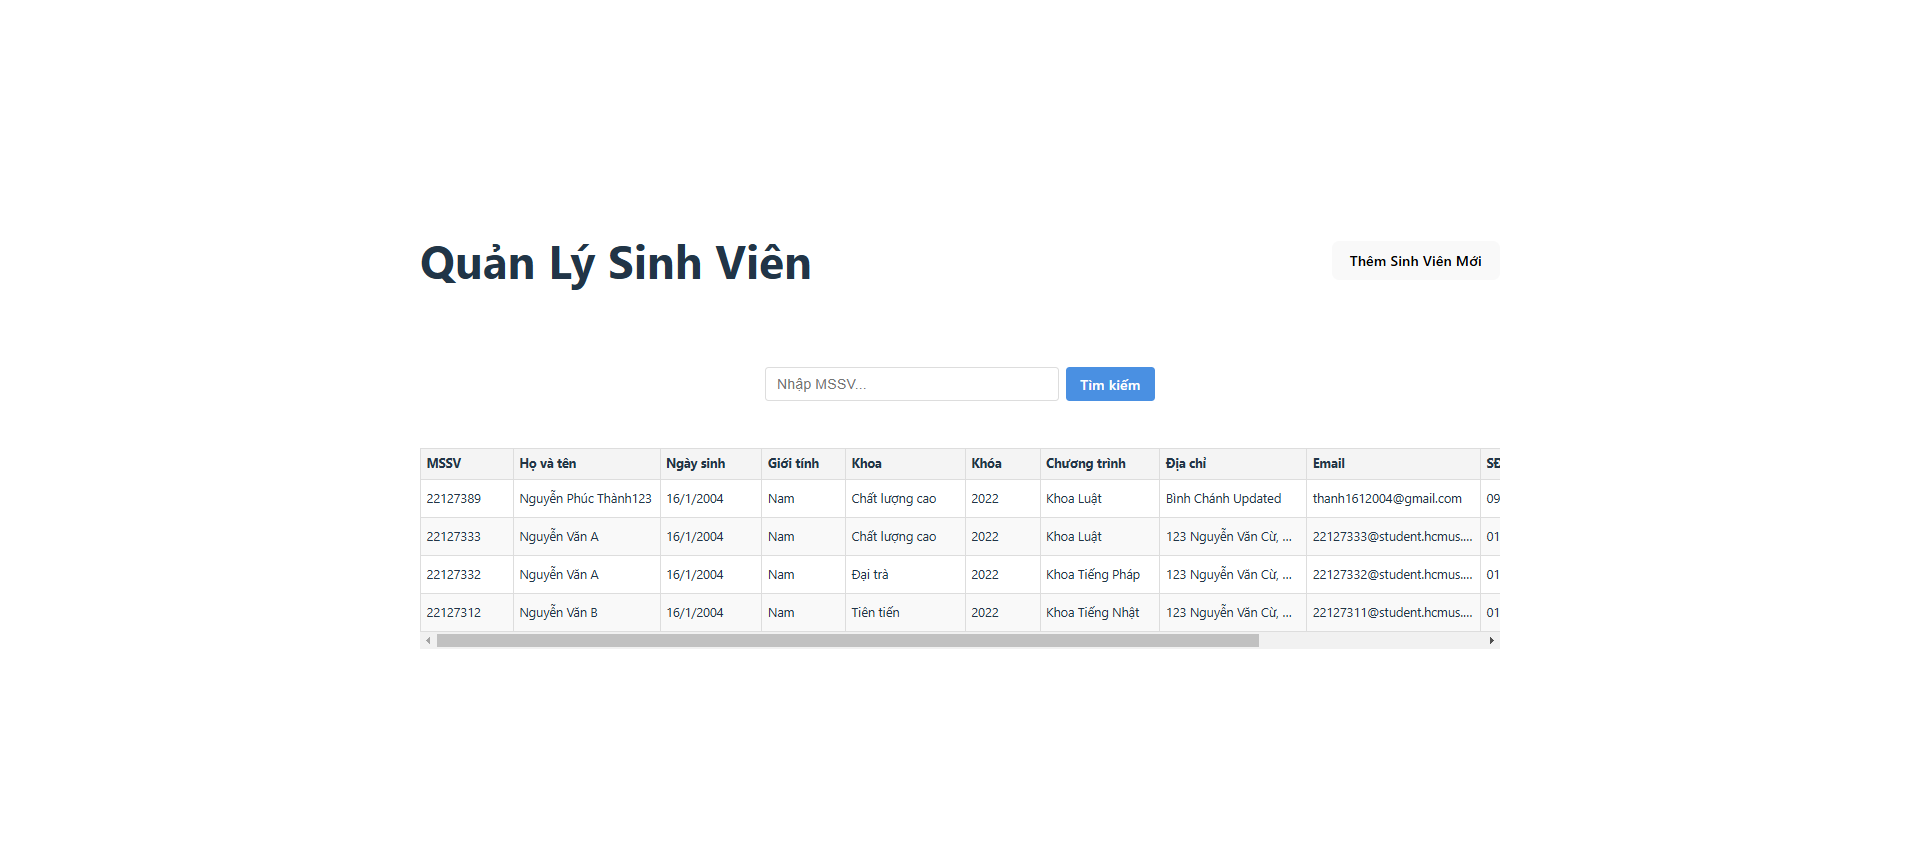 Quản Lý Sinh Viên
Thêm Sinh Viên Mới
Nhập MSSV...
Tìm kiếm
MSSV Họ và tên Ngày sinh Giới tính Khoa Khóa Chương trình Địa chỉ Email SĐ
22127389 Nguyễn Phúc Thành123 16/1/2004 Nam Chất lượng cao 2022 Khoa Luật Bình Chánh Updated thanh1612004@gmail.com 09
22127333 Nguyễn Văn A 16/1/2004 Nam Chất lượng cao 2022 Khoa Luật 123 Nguyễn Văn Cừ, ... 22127333@student.hcmus.... 01
22127332 Nguyễn Văn A 16/1/2004 Nam Đại trà 2022 Khoa Tiếng Pháp 123 Nguyễn Văn Cừ, ... 22127332@student.hcmus.... 01
22127312 Nguyễn Văn B 16/1/2004 Nam Tiên tiến 2022 Khoa Tiếng Nhật 123 Nguyễn Văn Cừ, ... 22127311@student.hcmus.... 01